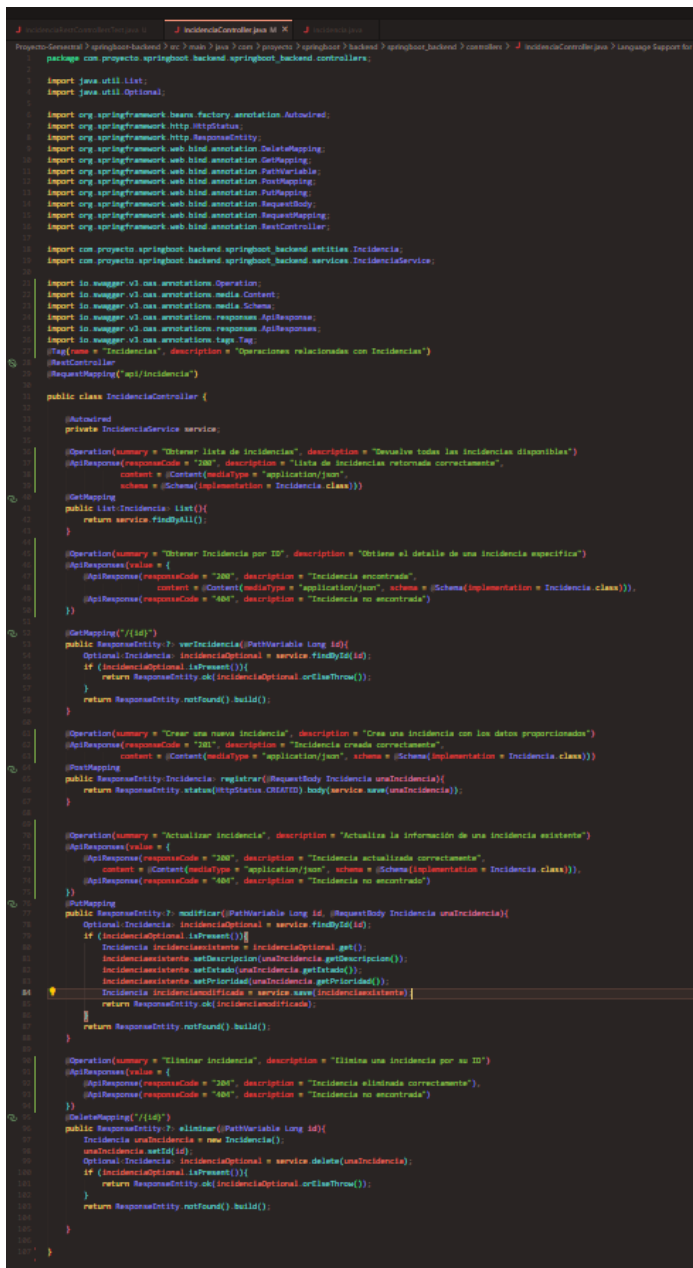 IncidenciaController.java M ×
Proyecto-Semestral > springboot-backend > src > main > java > com > proyecto > springboot > backend > springboot_backend > controllers > IncidenciaController.java > Language Support for
package com.proyecto.springboot.backend.springboot_backend.controllers;
import java.util.List;
import java.util.Optional;
import org.springframework.beans.factory.annotation.Autowired;
import org.springframework.http.HttpStatus;
import org.springframework.http.ResponseEntity;
import org.springframework.web.bind.annotation.DeleteMapping;
import org.springframework.web.bind.annotation.GetMapping;
import org.springframework.web.bind.annotation.PathVariable;
import org.springframework.web.bind.annotation.PostMapping;
import org.springframework.web.bind.annotation.PutMapping;
import org.springframework.web.bind.annotation.RequestBody;
import org.springframework.web.bind.annotation.RequestMapping;
import org.springframework.web.bind.annotation.RestController;
import com.proyecto.springboot.backend.springboot_backend.entities.Incidencia;
import com.proyecto.springboot.backend.springboot_backend.services.IncidenciaService;
import io.swagger.v3.oas.annotations.Operation;
import io.swagger.v3.oas.annotations.media.Content;
import io.swagger.v3.oas.annotations.media.Schema;
import io.swagger.v3.oas.annotations.responses.ApiResponse;
import io.swagger.v3.oas.annotations.responses.ApiResponses;
import io.swagger.v3.oas.annotations.tags.Tag;
@Tag(name = "Incidencias", description = "Operaciones relacionadas con Incidencias")
@RestController
@RequestMapping("api/incidencia")
public class IncidenciaController {
@Autowired
private IncidenciaService service;
@Operation(summary = "Obtener lista de incidencias", description = "Devuelve todas las incidencias disponibles")
@ApiResponse(responseCode = "200", description = "Lista de incidencias retornada correctamente",
content = @Content(mediaType = "application/json",
schema = @Schema(implementation = Incidencia.class)))
@GetMapping
public List<Incidencia> List(){
return service.findByAll();
}
@Operation(summary = "Obtener Incidencia por ID", description = "Obtiene el detalle de una incidencia especifica")
@ApiResponses(value = {
@ApiResponse(responseCode = "200", description = "Incidencia encontrada",
content = @Content(mediaType = "application/json", schema = @Schema(implementation = Incidencia.class))),
@ApiResponse(responseCode = "404", description = "Incidencia no encontrada")
})
@GetMapping("/{id}")
public ResponseEntity<?> verIncidencia(@PathVariable Long id){
Optional<Incidencia> incidenciaOptional = service.findById(id);
if (incidenciaOptional.isPresent()){
return ResponseEntity.ok(incidenciaOptional.orElseThrow());
}
return ResponseEntity.notFound().build();
}
@Operation(summary = "Crear una nueva incidencia", description = "Crea una incidencia con los datos proporcionados")
@ApiResponse(responseCode = "201", description = "Incidencia creada correctamente",
content = @Content(mediaType = "application/json", schema = @Schema(implementation = Incidencia.class)))
@PostMapping
public ResponseEntity<Incidencia> registrar(@RequestBody Incidencia unaIncidencia){
return ResponseEntity.status(HttpStatus.CREATED).body(service.save(unaIncidencia));
}
@Operation(summary = "Actualizar incidencia", description = "Actualiza la información de una incidencia existente")
@ApiResponses(value = {
@ApiResponse(responseCode = "200", description = "Incidencia actualizada correctamente",
content = @Content(mediaType = "application/json", schema = @Schema(implementation = Incidencia.class))),
@ApiResponse(responseCode = "404", description = "Incidencia no encontrado")
})
@PutMapping
public ResponseEntity<?> modificar(@PathVariable Long id, @RequestBody Incidencia unaIncidencia){
Optional<Incidencia> incidenciaOptional = service.findById(id);
if (incidenciaOptional.isPresent()){
Incidencia incidenciaexistente = incidenciaOptional.get();
incidenciaexistente.setDescripcion(unaIncidencia.getDescripcion());
incidenciaexistente.setEstado(unaIncidencia.getEstado());
incidenciaexistente.setPrioridad(unaIncidencia.getPrioridad());
84 Incidencia incidenciamodificada = service.save(incidenciaexistente);
return ResponseEntity.ok(incidenciamodificada);
}
return ResponseEntity.notFound().build();
}
@Operation(summary = "Eliminar incidencia", description = "Elimina una incidencia por su ID")
@ApiResponses(value = {
@ApiResponse(responseCode = "204", description = "Incidencia eliminada correctamente"),
@ApiResponse(responseCode = "404", description = "Incidencia no encontrada")
})
@DeleteMapping("/{id}")
public ResponseEntity<?> eliminar(@PathVariable Long id){
Incidencia unaIncidencia = new Incidencia();
unaIncidencia.setId(id);
Optional<Incidencia> incidenciaOptional = service.delete(unaIncidencia);
if (incidenciaOptional.isPresent()){
return ResponseEntity.ok(incidenciaOptional.orElseThrow());
}
return ResponseEntity.notFound().build();
}
}